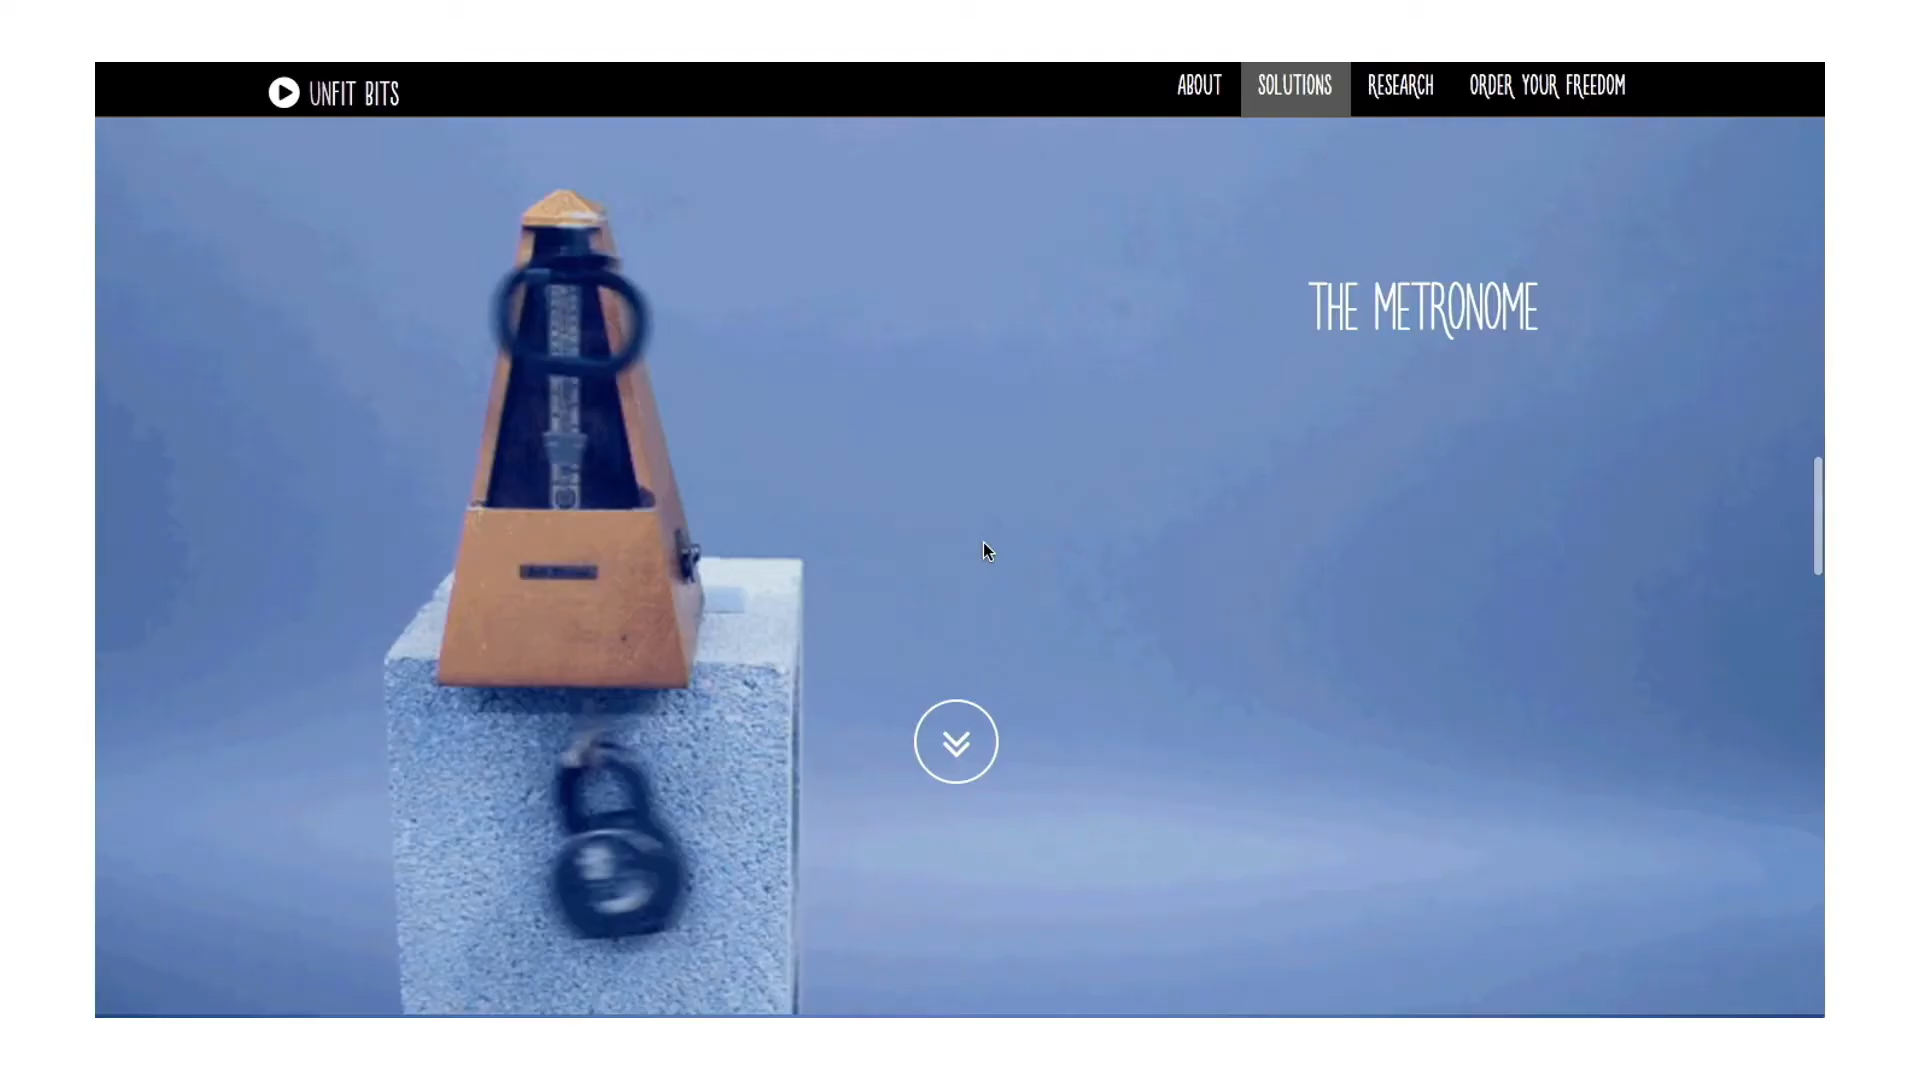 UNFIT BITS
ABOUT
SOLUTIONS
RESEARCH
ORDER YOUR FREEDOM
THE METRONOME